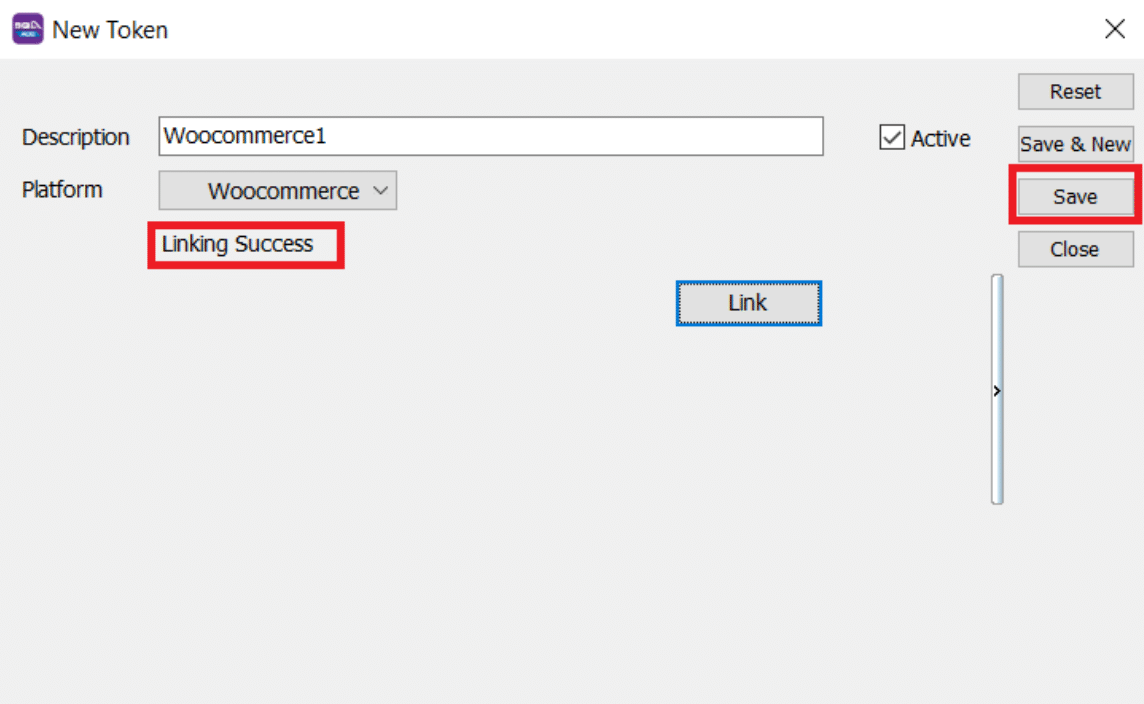 New Token
Reset
Description
Woocommerce1
Active
Save & New
Platform
Woocommerce
Save
Linking Success
Close
Link